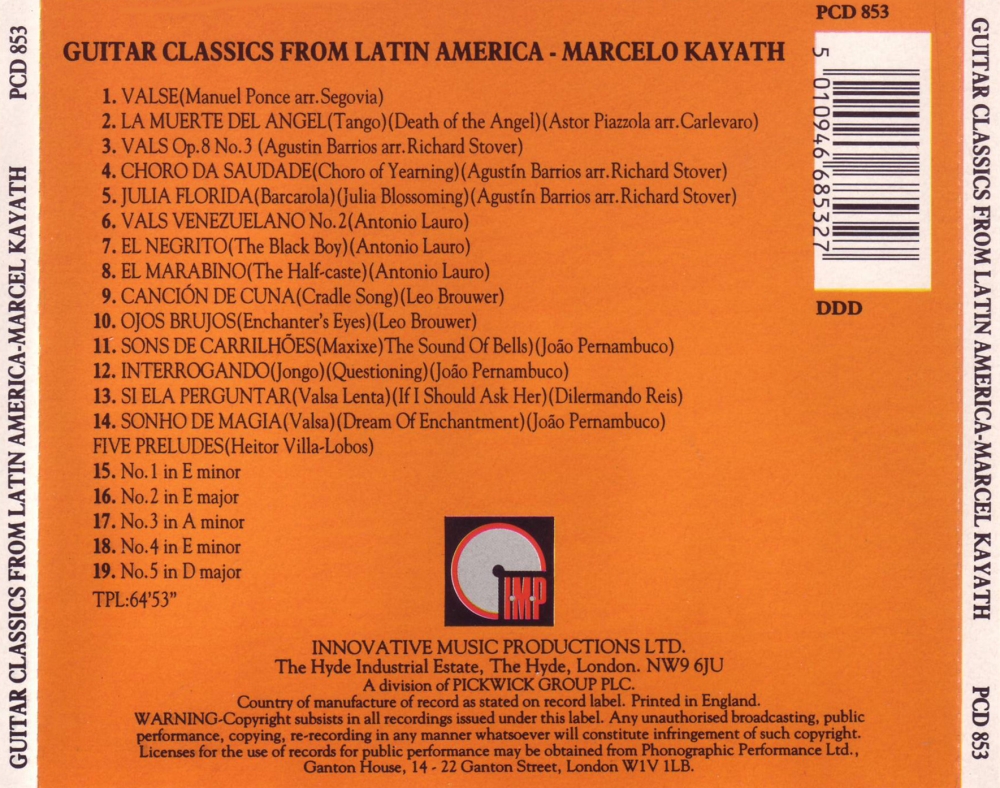 PCD 853
GUITAR CLASSICS FROM LATIN AMERICA-MARCEL KAYATH
PCD 853
GUITAR CLASSICS FROM LATIN AMERICA - MARCELO KAYATH
1. VALSE(Manuel Ponce arr.Segovia)
2. LA MUERTE DEL ANGEL(Tango)(Death of the Angel)(Astor Piazzola arr.Carlevaro)
3. VALS Op.8 No.3 (Agustin Barrios arr.Richard Stover)
4. CHORO DA SAUDADE(Choro of Yearning)(Agustín Barrios arr.Richard Stover)
5. JULIA FLORIDA(Barcarola)(Julia Blossoming)(Agustín Barrios arr.Richard Stover)
6. VALS VENEZUELANO No.2(Antonio Lauro)
7. EL NEGRITO(The Black Boy)(Antonio Lauro)
8. EL MARABINO(The Half-caste)(Antonio Lauro)
9. CANCIÓN DE CUNA(Cradle Song)(Leo Brouwer)
10. OJOS BRUJOS(Enchanter's Eyes)(Leo Brouwer)
11. SONS DE CARRILHÕES(Maxixe)The Sound Of Bells)(João Pernambuco)
12. INTERROGANDO(Jongo)(Questioning)(João Pernambuco)
13. SI ELA PERGUNTAR(Valsa Lenta)(If I Should Ask Her)(Dilermando Reis)
14. SONHO DE MAGIA(Valsa)(Dream Of Enchantment)(João Pernambuco)
FIVE PRELUDES(Heitor Villa-Lobos)
15. No.1 in E minor
16. No.2 in E major
17. No.3 in A minor
18. No.4 in E minor
19. No.5 in D major
TPL:64'53"
5 010946 685327
DDD
IMP
INNOVATIVE MUSIC PRODUCTIONS LTD.
The Hyde Industrial Estate, The Hyde, London. NW9 6JU
A division of PICKWICK GROUP PLC.
Country of manufacture of record as stated on record label. Printed in England.
WARNING-Copyright subsists in all recordings issued under this label. Any unauthorised broadcasting, public
performance, copying, re-recording in any manner whatsoever will constitute infringement of such copyright.
Licenses for the use of records for public performance may be obtained from Phonographic Performance Ltd.,
Ganton House, 14 - 22 Ganton Street, London W1V 1LB.
GUITAR CLASSICS FROM LATIN AMERICA-MARCEL KAYATH
PCD 853